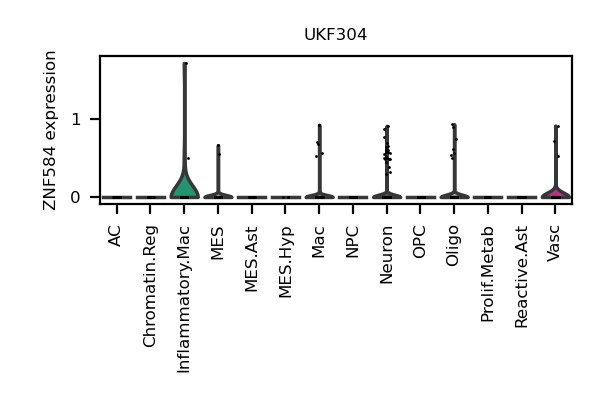 UKF304
ZNF584 expression
1
0
AC
Chromatin.Reg
Inflammatory.Mac
MES
MES.Ast
MES.Hyp
Mac
NPC
Neuron
OPC
Oligo
Prolif.Metab
Reactive.Ast
Vasc